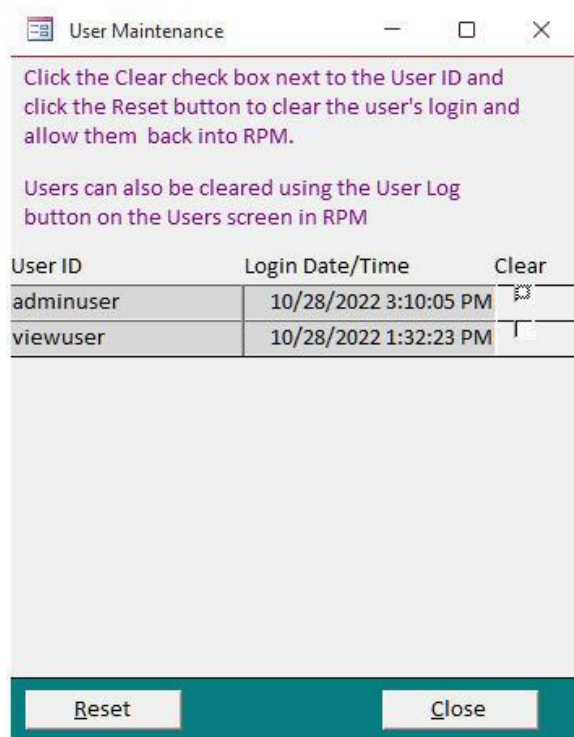 User Maintenance
Click the Clear check box next to the User ID and
click the Reset button to clear the user's login and
allow them  back into RPM.
Users can also be cleared using the User Log
button on the Users screen in RPM
User ID Login Date/Time Clear
adminuser 10/28/2022 3:10:05 PM
viewuser 10/28/2022 1:32:23 PM
Reset Close